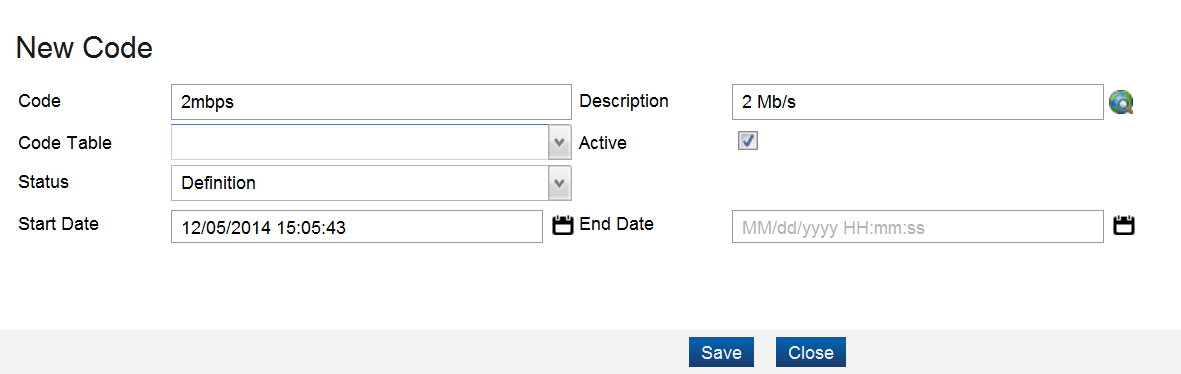 New Code
Code 2mbps Description 2 Mb/s
Code Table Active
Status Definition
Start Date 12/05/2014 15:05:43 End Date MM/dd/yyyy HH:mm:ss
Save Close